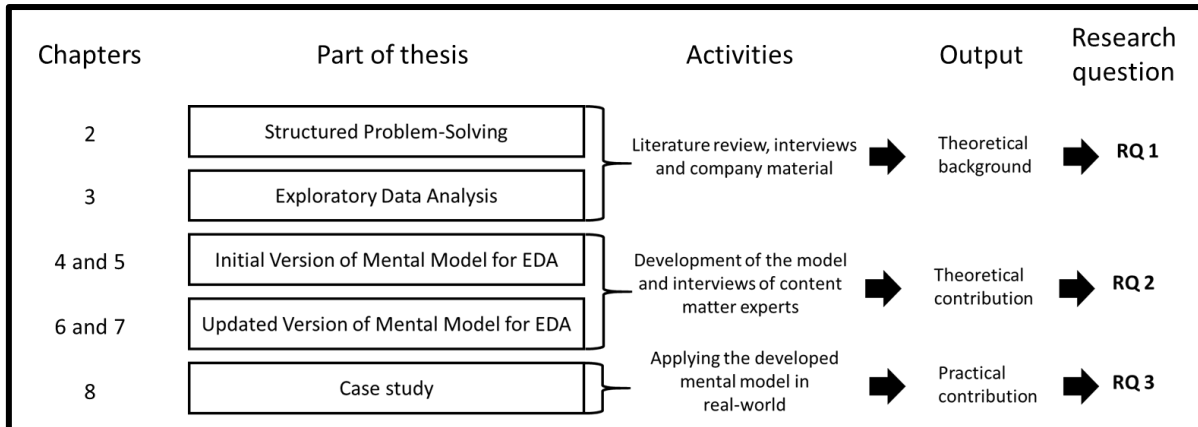 Chapters
Part of thesis
Activities
Output
Research
question
2
Structured Problem-Solving
3
Exploratory Data Analysis
Literature review, interviews
and company material
Theoretical
background
RQ 1
4 and 5
Initial Version of Mental Model for EDA
6 and 7
Updated Version of Mental Model for EDA
Development of the model
and interviews of content
matter experts
Theoretical
contribution
RQ 2
8
Case study
Applying the developed
mental model in
real-world
Practical
contribution
RQ 3